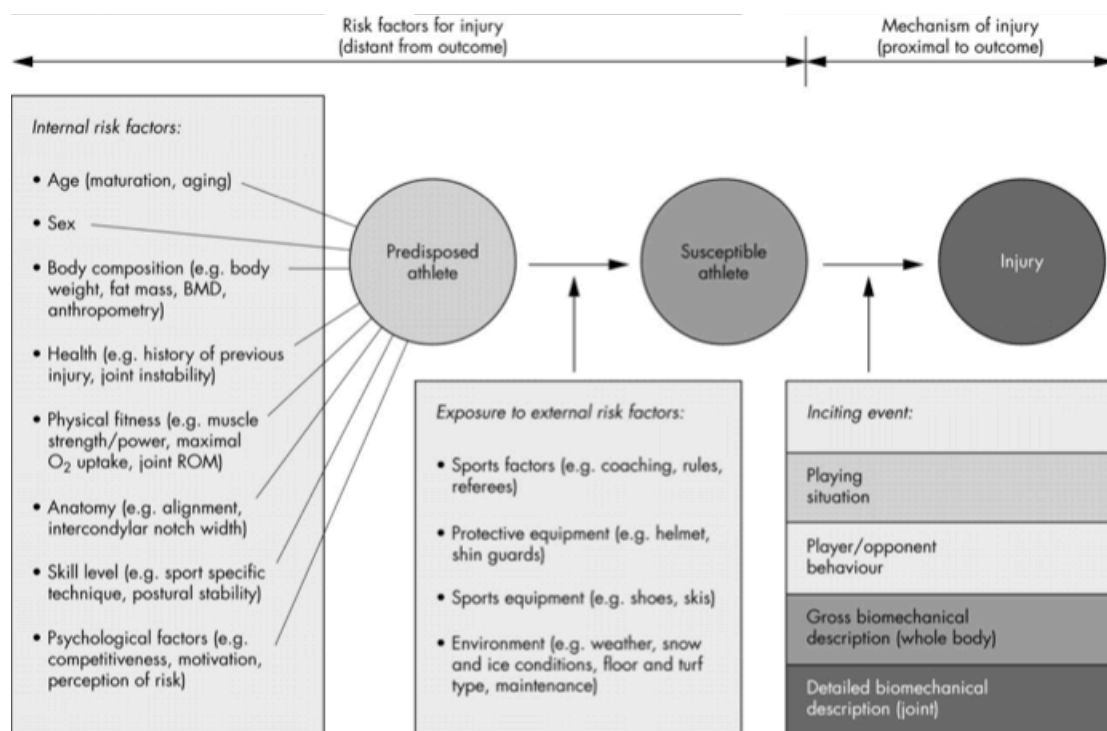 Risk factors for injury
(distant from outcome)
Mechanism of injury
(proximal to outcome)
Internal risk factors:
• Age (maturation, aging)
• Sex
• Body composition (e.g. body
weight, fat mass, BMD,
anthropometry)
• Health (e.g. history of previous
injury, joint instability)
• Physical fitness (e.g. muscle
strength/power, maximal
O₂ uptake, joint ROM)
• Anatomy (e.g. alignment,
intercondylar notch width)
• Skill level (e.g. sport specific
technique, postural stability)
• Psychological factors (e.g.
competitiveness, motivation,
perception of risk)
Predisposed
athlete
Susceptible
athlete
Injury
Exposure to external risk factors:
• Sports factors (e.g. coaching, rules,
referees)
• Protective equipment (e.g. helmet,
shin guards)
• Sports equipment (e.g. shoes, skis)
• Environment (e.g. weather, snow
and ice conditions, floor and turf
type, maintenance)
Inciting event:
Playing
situation
Player/opponent
behaviour
Gross biomechanical
description (whole body)
Detailed biomechanical
description (joint)